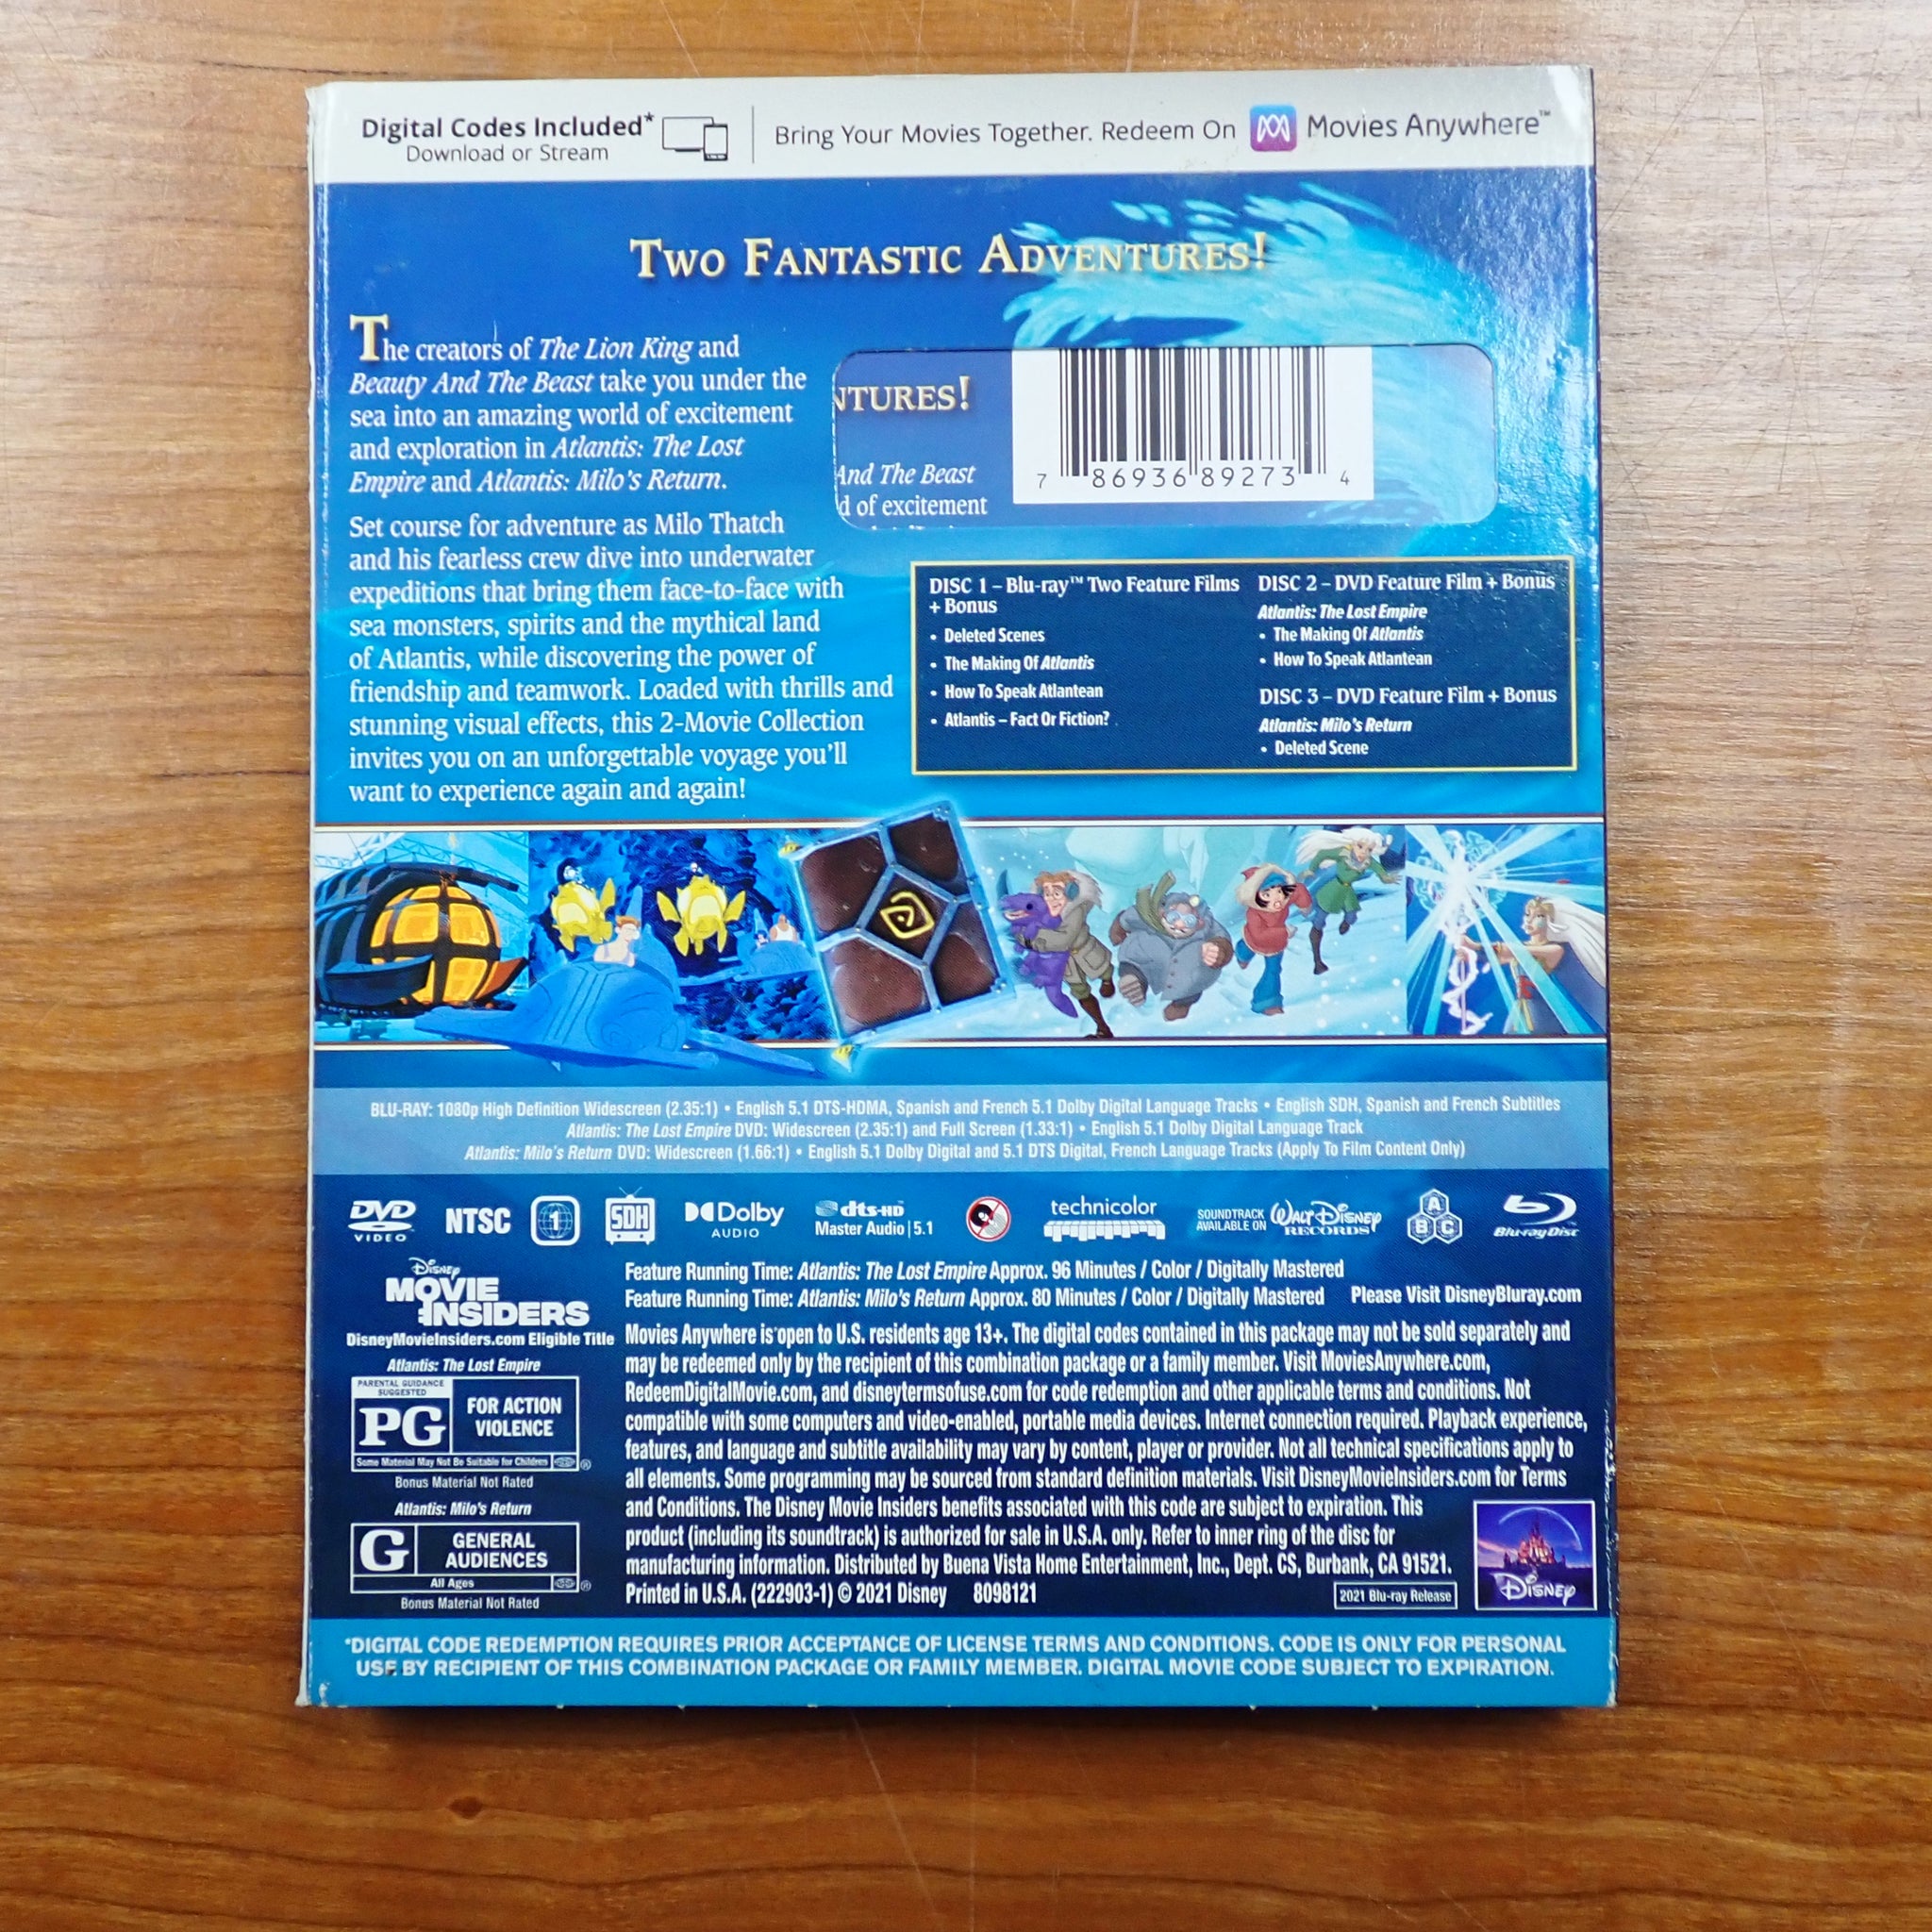 Digital Codes Included*
Download or Stream
Bring Your Movies Together. Redeem On Movies Anywhere™
TWO FANTASTIC ADVENTURES!
The creators of The Lion King and
Beauty And The Beast take you under the
sea into an amazing world of excitement
and exploration in Atlantis: The Lost
Empire and Atlantis: Milo's Return.
Set course for adventure as Milo Thatch
and his fearless crew dive into underwater
expeditions that bring them face-to-face with
sea monsters, spirits and the mythical land
of Atlantis, while discovering the power of
friendship and teamwork. Loaded with thrills and
stunning visual effects, this 2-Movie Collection
invites you on an unforgettable voyage you'll
want to experience again and again!
NTURES!
And The Beast
d of excitement
7 86936 89273 4
DISC 1 – Blu-ray™ Two Feature Films
+ Bonus
• Deleted Scenes
• The Making Of Atlantis
• How To Speak Atlantean
• Atlantis – Fact Or Fiction?
DISC 2 – DVD Feature Film + Bonus
Atlantis: The Lost Empire
• The Making Of Atlantis
• How To Speak Atlantean
DISC 3 – DVD Feature Film + Bonus
Atlantis: Milo's Return
• Deleted Scene
BLU-RAY: 1080p High Definition Widescreen (2.35:1) • English 5.1 DTS-HDMA, Spanish and French 5.1 Dolby Digital Language Tracks • English SDH, Spanish and French Subtitles
Atlantis: The Lost Empire DVD: Widescreen (2.35:1) and Full Screen (1.33:1) • English 5.1 Dolby Digital Language Track
Atlantis: Milo's Return DVD: Widescreen (1.66:1) • English 5.1 Dolby Digital and 5.1 DTS Digital, French Language Tracks (Apply To Film Content Only)
DVD VIDEO
NTSC
1
SDH
Dolby AUDIO
dts-HD Master Audio | 5.1
technicolor
SOUNDTRACK AVAILABLE ON WALT DISNEY RECORDS
A B C
Blu-ray Disc
DISNEY
MOVIE
INSIDERS
DisneyMovieInsiders.com Eligible Title
Atlantis: The Lost Empire
PARENTAL GUIDANCE SUGGESTED
PG
FOR ACTION
VIOLENCE
Some Material May Not Be Suitable for Children ®
Bonus Material Not Rated
Atlantis: Milo's Return
G
GENERAL
AUDIENCES
All Ages ®
Bonus Material Not Rated
Feature Running Time: Atlantis: The Lost Empire Approx. 96 Minutes / Color / Digitally Mastered
Feature Running Time: Atlantis: Milo's Return Approx. 80 Minutes / Color / Digitally Mastered Please Visit DisneyBluray.com
Movies Anywhere is open to U.S. residents age 13+. The digital codes contained in this package may not be sold separately and
may be redeemed only by the recipient of this combination package or a family member. Visit MoviesAnywhere.com,
RedeemDigitalMovie.com, and disneytermsofuse.com for code redemption and other applicable terms and conditions. Not
compatible with some computers and video-enabled, portable media devices. Internet connection required. Playback experience,
features, and language and subtitle availability may vary by content, player or provider. Not all technical specifications apply to
all elements. Some programming may be sourced from standard definition materials. Visit DisneyMovieInsiders.com for Terms
and Conditions. The Disney Movie Insiders benefits associated with this code are subject to expiration. This
product (including its soundtrack) is authorized for sale in U.S.A. only. Refer to inner ring of the disc for
manufacturing information. Distributed by Buena Vista Home Entertainment, Inc., Dept. CS, Burbank, CA 91521.
Printed in U.S.A. (222903-1) © 2021 Disney 8098121
2021 Blu-ray Release
DISNEY
*DIGITAL CODE REDEMPTION REQUIRES PRIOR ACCEPTANCE OF LICENSE TERMS AND CONDITIONS. CODE IS ONLY FOR PERSONAL
USE BY RECIPIENT OF THIS COMBINATION PACKAGE OR FAMILY MEMBER. DIGITAL MOVIE CODE SUBJECT TO EXPIRATION.